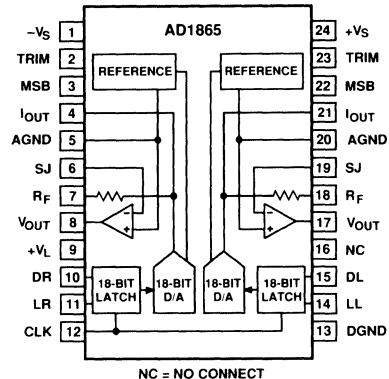 AD1865
-VS 1
TRIM 2
MSB 3
IOUT 4
AGND 5
SJ 6
RF 7
VOUT 8
+VL 9
DR 10
LR 11
CLK 12
24 +VS
23 TRIM
22 MSB
21 IOUT
20 AGND
19 SJ
18 RF
17 VOUT
16 NC
15 DL
14 LL
13 DGND
REFERENCE
REFERENCE
-
+
-
+
18-BIT
LATCH
18-BIT
D/A
18-BIT
D/A
18-BIT
LATCH
NC = NO CONNECT